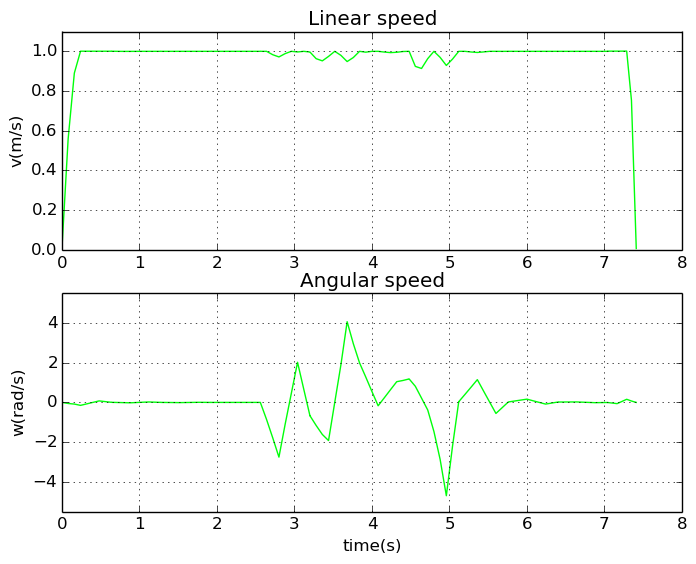 Linear speed
v(m/s)
1.0
0.8
0.6
0.4
0.2
0.0
0 1 2 3 4 5 6 7 8
Angular speed
w(rad/s)
4
2
0
−2
−4
0 1 2 3 4 5 6 7 8
time(s)